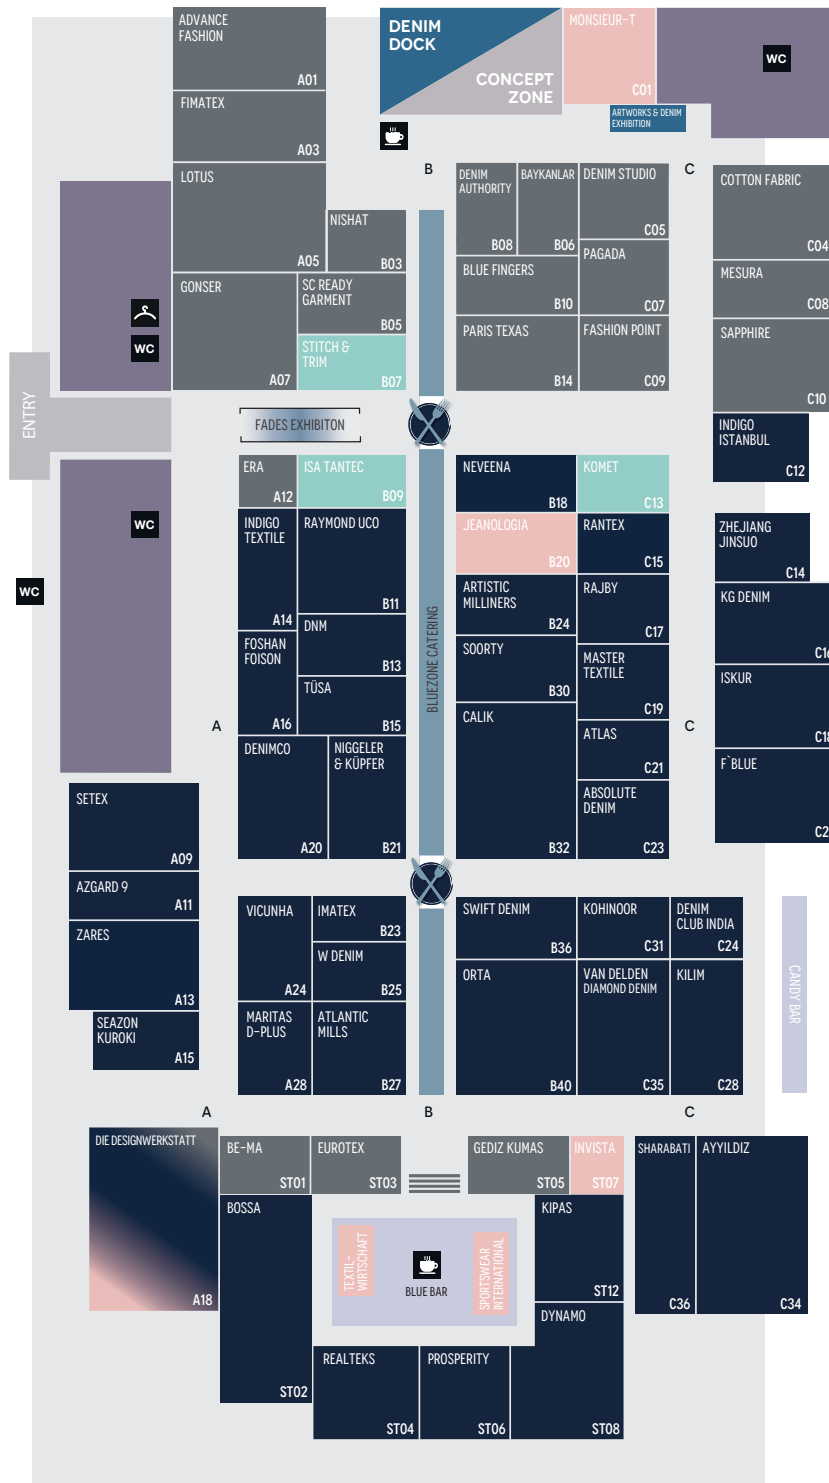 ADVANCE
FASHION
A01
DENIM
DOCK
CONCEPT
ZONE
MONSIEUR-T
C01
WC
ARTWORKS & DENIM
EXHIBITION
FIMATEX
A03
LOTUS
A05
NISHAT
B03
B
DENIM
AUTHORITY
B08
BAYKANLAR
B06
DENIM STUDIO
C05
C
COTTON FABRIC
C04
GONSER
A07
SC READY
GARMENT
B05
STITCH &
TRIM
B07
BLUE FINGERS
B10
PAGADA
C07
MESURA
C08
PARIS TEXAS
B14
FASHION POINT
C09
SAPPHIRE
C10
WC
ENTRY
FADES EXHIBITON
INDIGO
ISTANBUL
C12
ERA
A12
ISA TANTEC
B09
NEVEENA
B18
KOMET
C13
WC
WC
INDIGO
TEXTILE
A14
RAYMOND UCO
B11
JEANOLOGIA
B20
RANTEX
C15
ZHEJIANG
JINSUO
C14
ARTISTIC
MILLINERS
B24
RAJBY
C17
KG DENIM
C16
FOSHAN
FOISON
A16
DNM
B13
BLUEZONE CATERING
SOORTY
B30
MASTER
TEXTILE
C19
ISKUR
C18
TÜSA
B15
A
CALIK
B32
ATLAS
C21
C
F`BLUE
C2
DENIMCO
A20
NIGGELER
& KÜPFER
B21
ABSOLUTE
DENIM
C23
SETEX
A09
AZGARD 9
A11
ZARES
A13
SEAZON
KUROKI
A15
VICUNHA
A24
IMATEX
B23
W DENIM
B25
SWIFT DENIM
B36
KOHINOOR
C31
DENIM
CLUB INDIA
C24
CANDY BAR
MARITAS
D-PLUS
A28
ATLANTIC
MILLS
B27
ORTA
B40
VAN DELDEN
DIAMOND DENIM
C35
KILIM
C28
A
B
C
DIE DESIGNWERKSTATT
A18
BE-MA
ST01
EUROTEX
ST03
GEDIZ KUMAS
ST05
INVISTA
ST07
SHARABATI
C36
AYYILDIZ
C34
BOSSA
ST02
TEXTIL-
WIRTSCHAFT
BLUE BAR
SPORTSWEAR
INTERNATIONAL
KIPAS
ST12
DYNAMO
ST08
REALTEKS
ST04
PROSPERITY
ST06